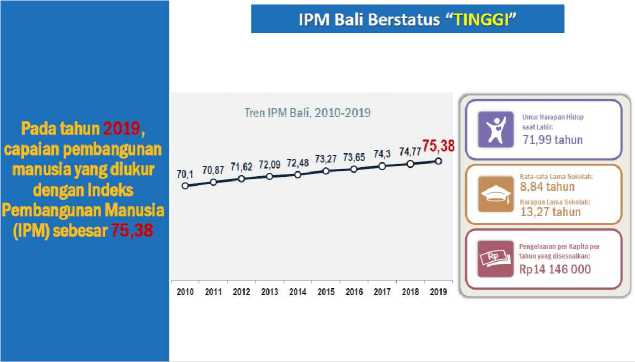 IPM Bali Berstatus “TINGGI”
Pada tahun 2019,
capaian pembangunan
manusia yang diukur
dengan Indeks
Pembangunan Manusia
(IPM) sebesar 75,38
Tren IPM Bali, 2010-2019
70,1 70,87 71,62 72,09 72,48 73,27 73,65 74,3 74,77 75,38
2010 2011 2012 2013 2014 2015 2016 2017 2018 2019
Umur Harapan Hidup
saat Lahir:
71,99 tahun
Rata-rata Lama Sekolah:
8,84 tahun
Harapan Lama Sekolah:
13,27 tahun
Rp
Pengeluaran per Kapita per
Tahun yang disesuaikan:
Rp14 146 000